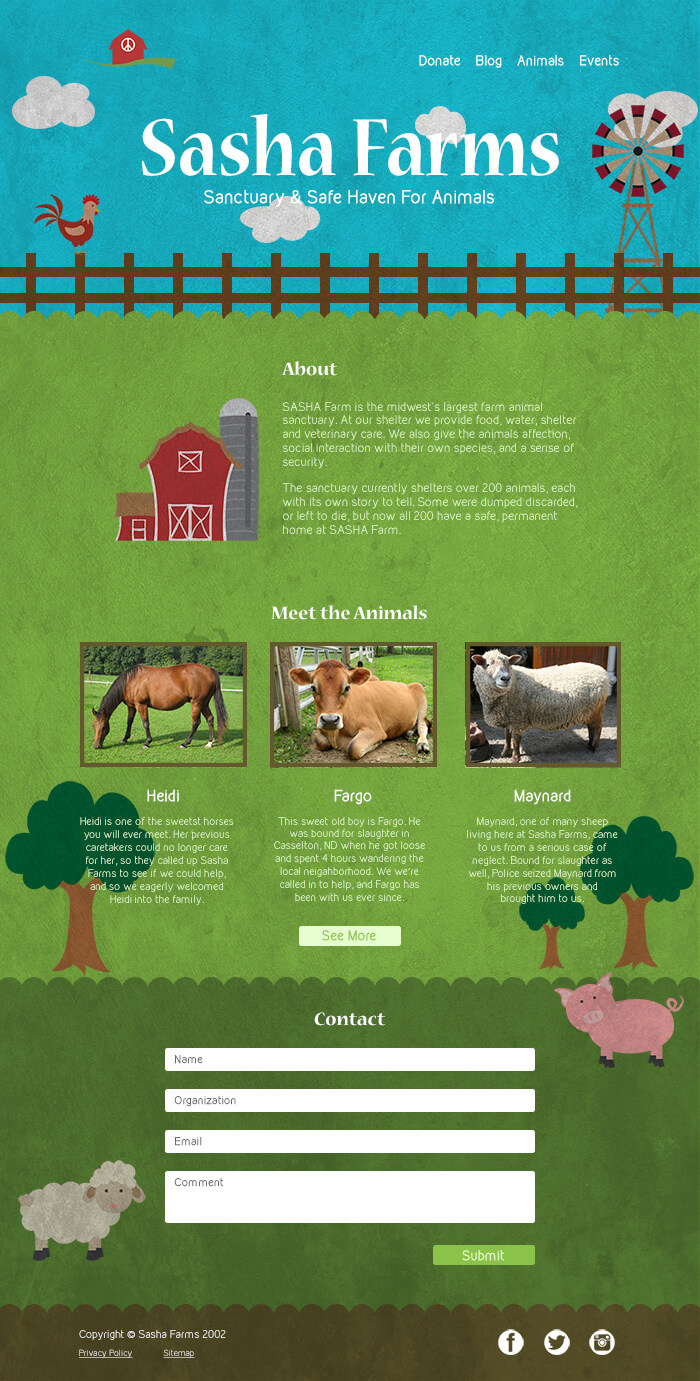 Donate Blog Animals Events
Sasha Farms
Sanctuary & Safe Haven For Animals
About
SASHA Farm is the midwest's largest farm animal
sanctuary. At our shelter we provide food, water, shelter
and veterinary care. We also give the animals affection,
social interaction with their own species, and a sense of
security.
The sanctuary currently shelters over 200 animals, each
with its own story to tell. Some were dumped discarded,
or left to die, but now all 200 have a safe, permanent
home at SASHA Farm.
Meet the Animals
Heidi
Heidi is one of the sweetst horses
you will ever meet. Her previous
caretakers could no longer care
for her, so they called up Sasha
Farms to see if we could help,
and so we eagerly welcomed
Heidi into the family.
Fargo
This sweet old boy is Fargo. He
was bound for slaughter in
Casselton, ND when he got loose
and spent 4 hours wandering the
local neigahborhood. We we're
called in to help, and Fargo has
been with us ever since.
Maynard
Maynard, one of many sheep
living here at Sasha Farms, came
to us from a serious case of
neglect. Bound for slaughter as
well, Police seized Maynard from
his previous owners and
brought him to us.
See More
Contact
Name
Organization
Email
Comment
Submit
Copyright © Sasha Farms 2002
Privacy Policy Sitemap